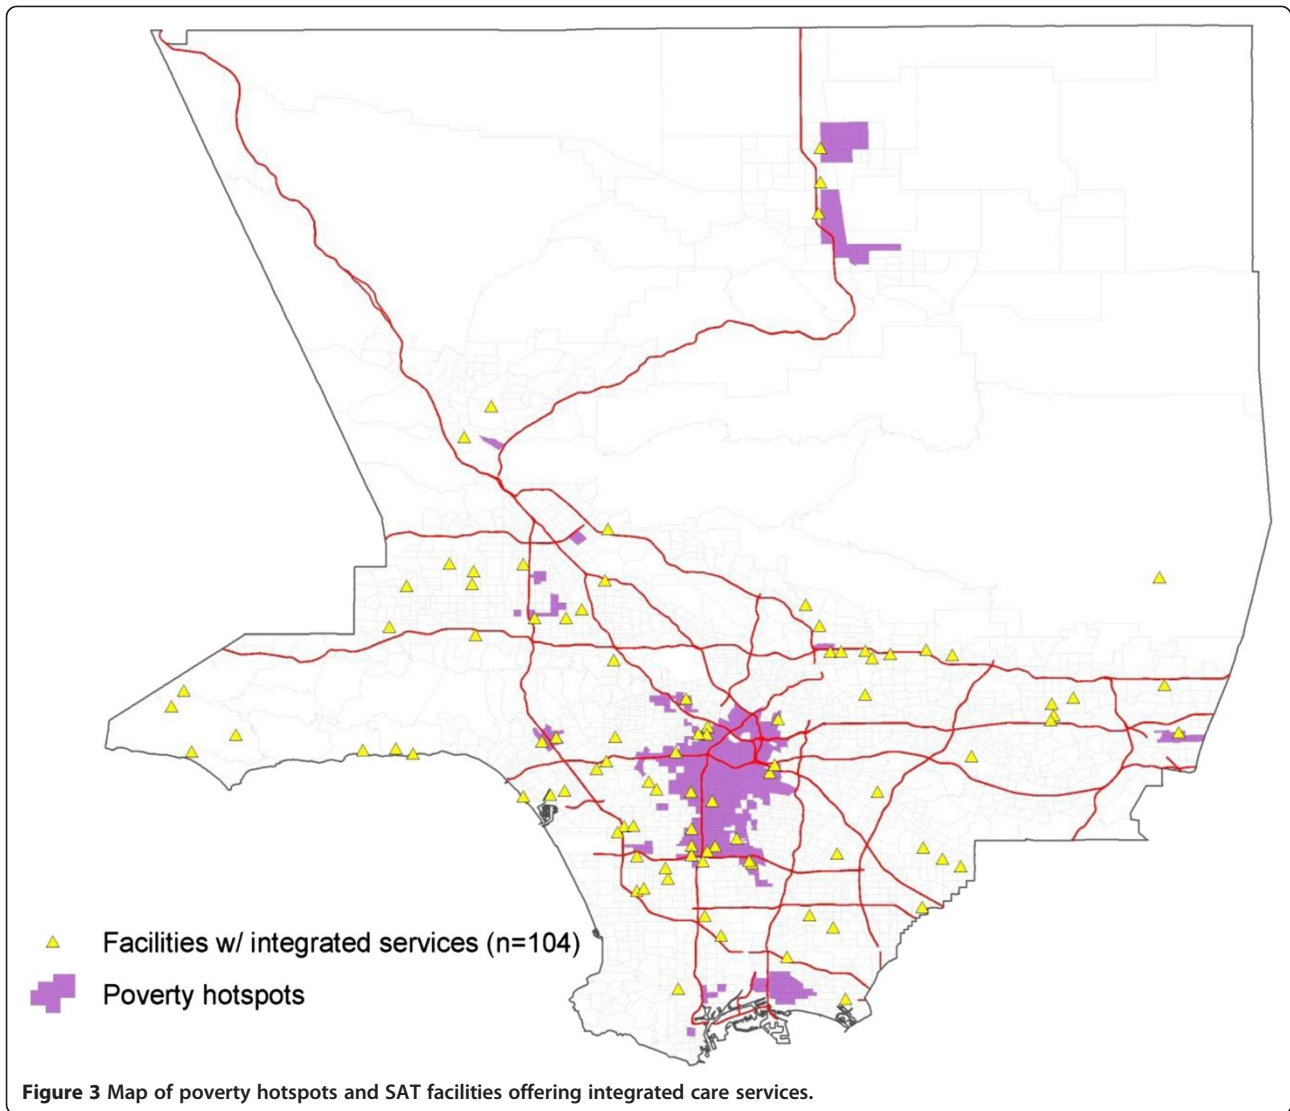 Facilities w/ integrated services (n=104)
Poverty hotspots
Figure 3 Map of poverty hotspots and SAT facilities offering integrated care services.